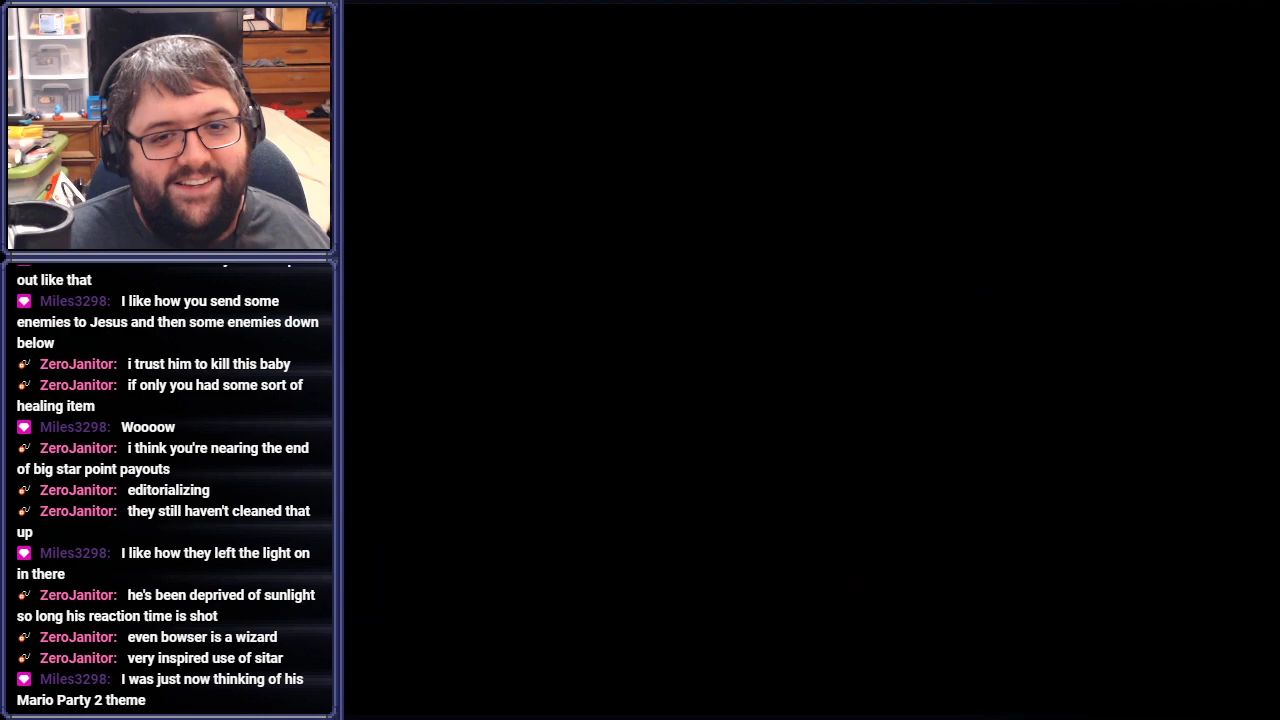 out like that
Miles3298: I like how you send some
enemies to Jesus and then some enemies down
below
ZeroJanitor: i trust him to kill this baby
ZeroJanitor: if only you had some sort of
healing item
Miles3298: Woooow
ZeroJanitor: i think you're nearing the end
of big star point payouts
ZeroJanitor: editorializing
ZeroJanitor: they still haven't cleaned that
up
Miles3298: I like how they left the light on
in there
ZeroJanitor: he's been deprived of sunlight
so long his reaction time is shot
ZeroJanitor: even bowser is a wizard
ZeroJanitor: very inspired use of sitar
Miles3298: I was just now thinking of his
Mario Party 2 theme